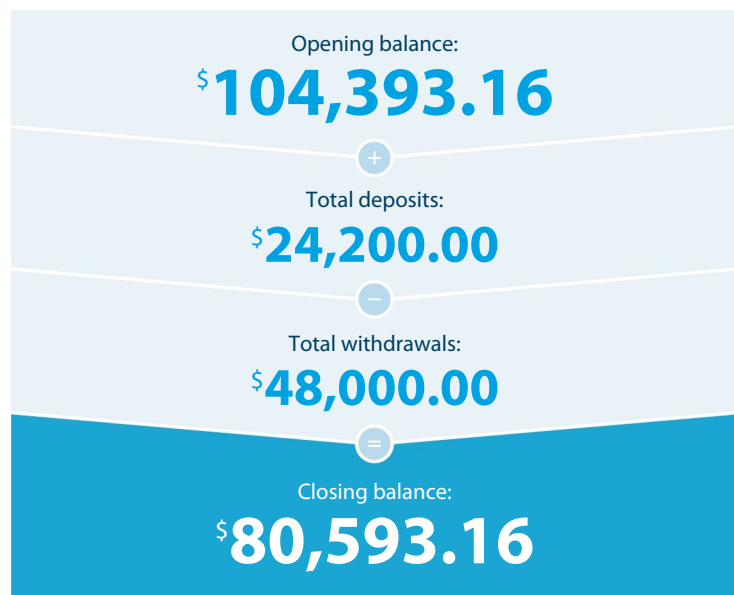 Opening balance:
$104,393.16
+
Total deposits:
$24,200.00
−
Total withdrawals:
$48,000.00
=
Closing balance:
$80,593.16